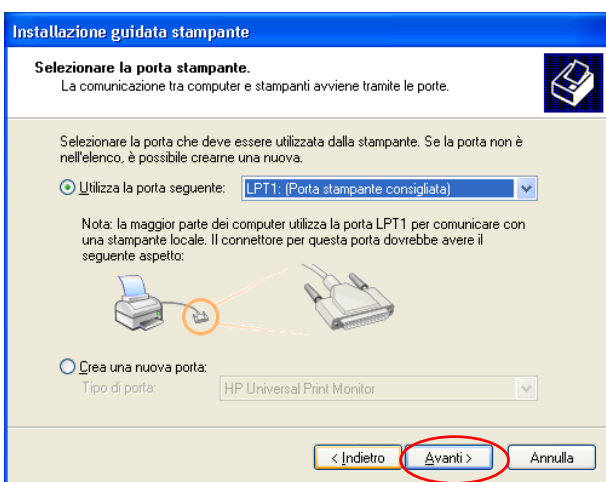 Installazione guidata stampante
Selezionare la porta stampante.
La comunicazione tra computer e stampanti avviene tramite le porte.
Selezionare la porta che deve essere utilizzata dalla stampante. Se la porta non è
nell'elenco, è possibile crearne una nuova.
Utilizza la porta seguente: LPT1: (Porta stampante consigliata)
Nota: la maggior parte dei computer utilizza la porta LPT1 per comunicare con
una stampante locale. Il connettore per questa porta dovrebbe avere il
seguente aspetto:
Crea una nuova porta:
Tipo di porta: HP Universal Print Monitor
< Indietro Avanti > Annulla